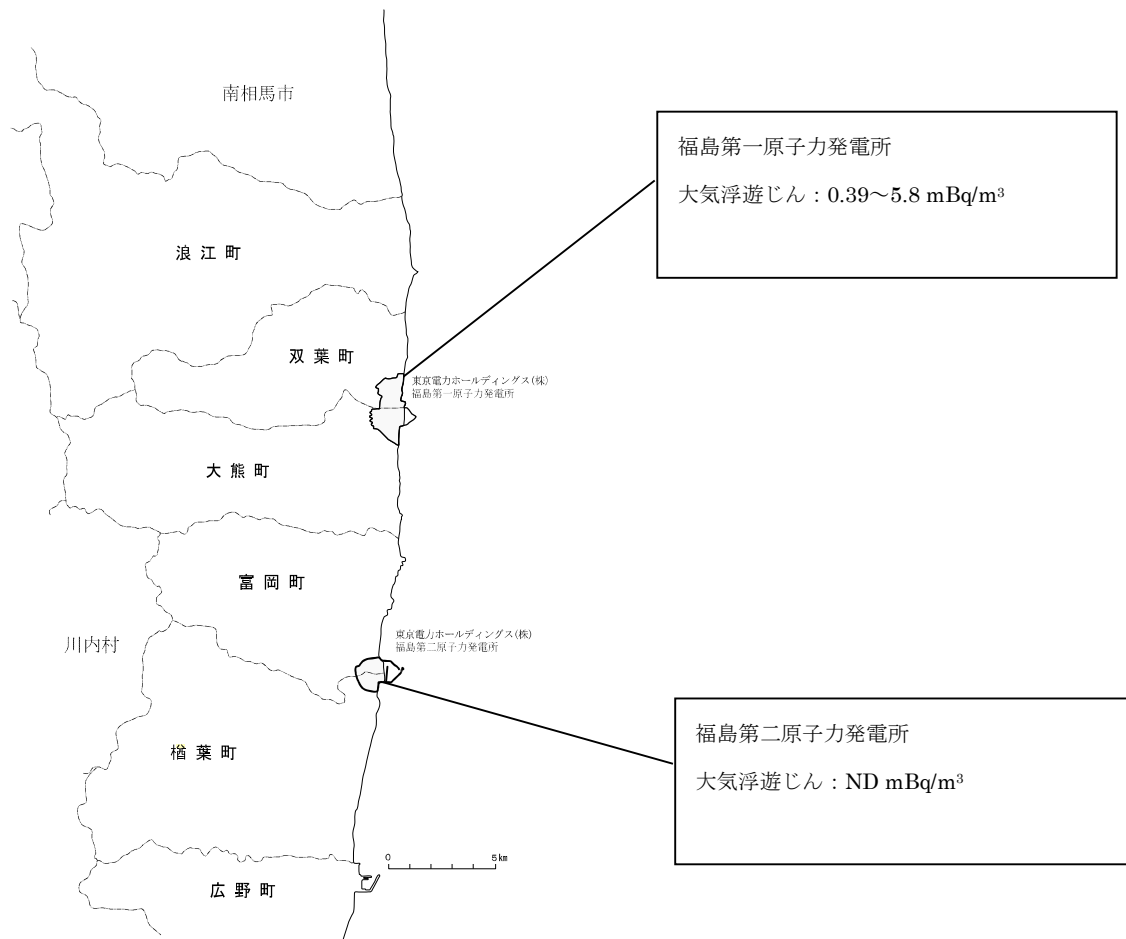 南相馬市
福島第一原子力発電所
大気浮遊じん：0.39～5.8 mBq/m³
浪江町
双葉町
東京電力ホールディングス(株)
福島第一原子力発電所
大熊町
富岡町
東京電力ホールディングス(株)
福島第二原子力発電所
川内村
福島第二原子力発電所
大気浮遊じん：ND mBq/m³
楢葉町
0 5km
広野町